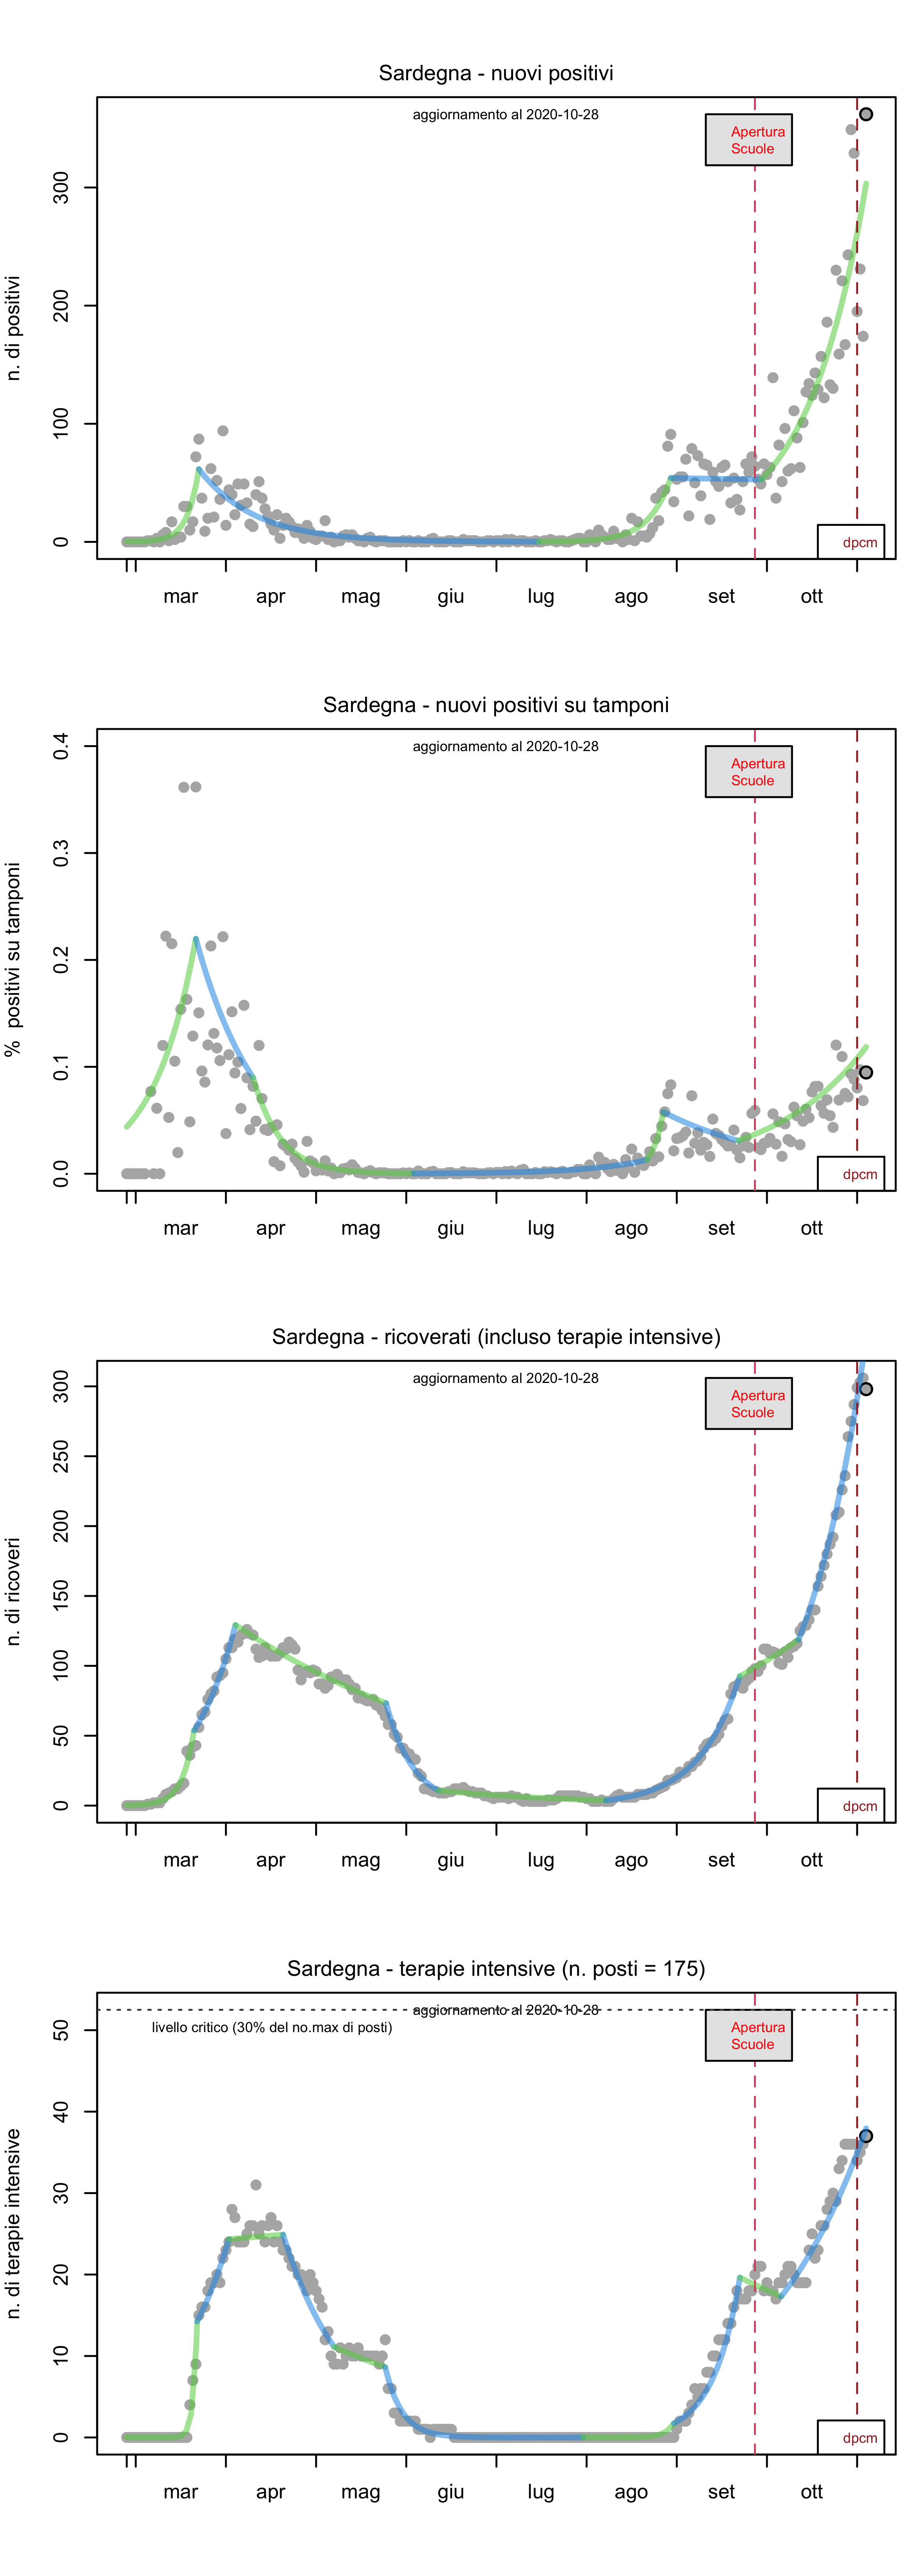 Sardegna - nuovi positivi
aggiornamento al 2020-10-28
Apertura
Scuole
n. di positivi
300
200
100
0
dpcm
mar apr mag giu lug ago set ott
Sardegna - nuovi positivi su tamponi
aggiornamento al 2020-10-28
Apertura
Scuole
% positivi su tamponi
0.4
0.3
0.2
0.1
0.0
dpcm
mar apr mag giu lug ago set ott
Sardegna - ricoverati (incluso terapie intensive)
aggiornamento al 2020-10-28
Apertura
Scuole
n. di ricoveri
300
250
200
150
100
50
0
dpcm
mar apr mag giu lug ago set ott
Sardegna - terapie intensive (n. posti = 175)
aggiornamento al 2020-10-28
livello critico (30% del no.max di posti)
Apertura
Scuole
n. di terapie intensive
50
40
30
20
10
0
dpcm
mar apr mag giu lug ago set ott